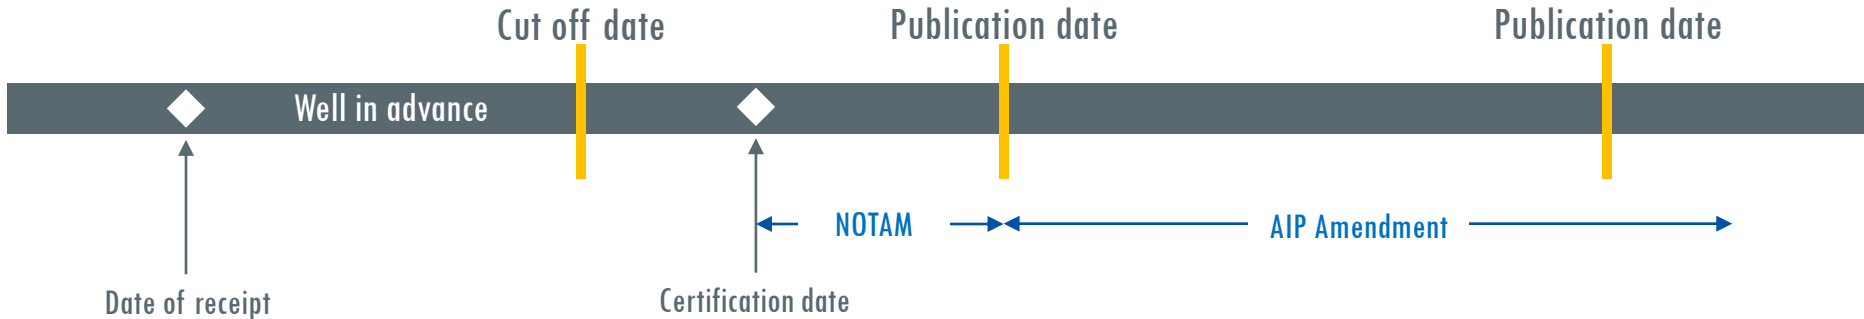 Cut off date
Publication date
Publication date
Well in advance
NOTAM
AIP Amendment
Date of receipt
Certification date